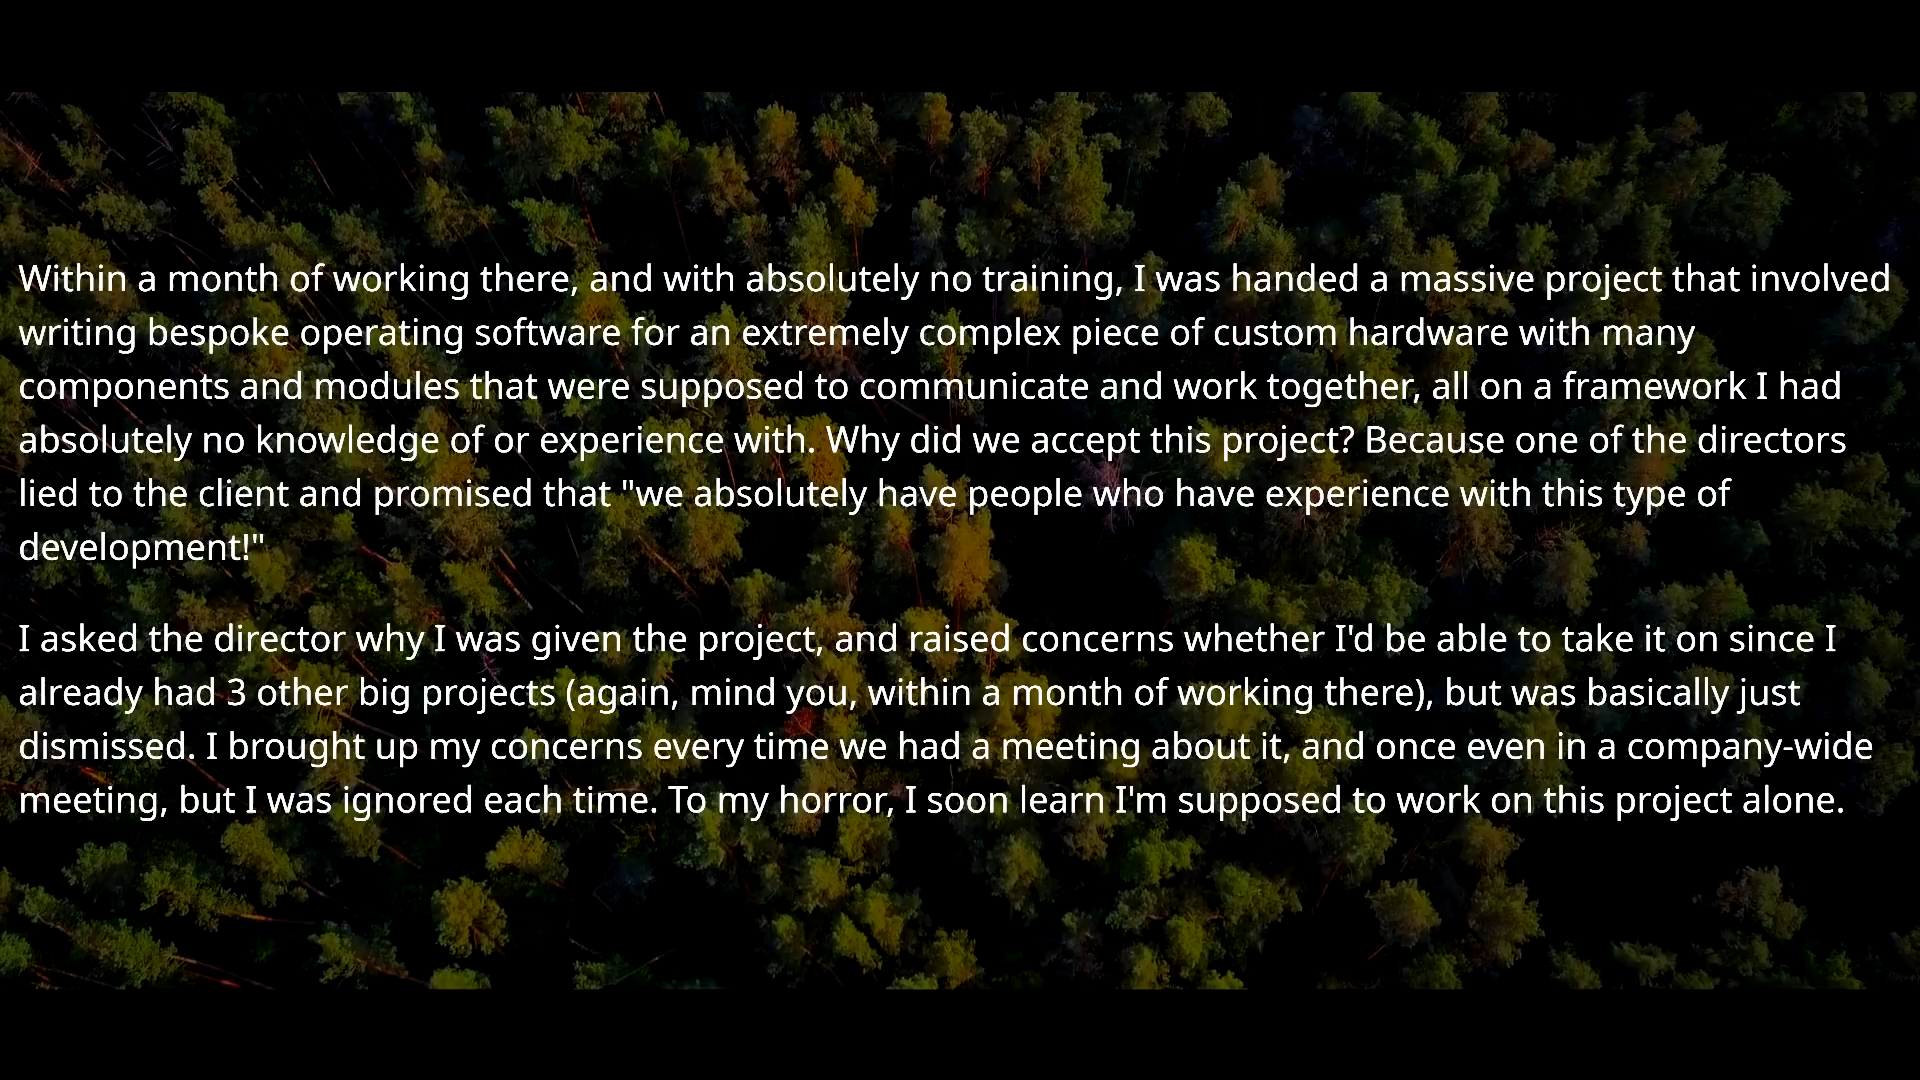 Within a month of working there, and with absolutely no training, I was handed a massive project that involved
writing bespoke operating software for an extremely complex piece of custom hardware with many
components and modules that were supposed to communicate and work together, all on a framework I had
absolutely no knowledge of or experience with. Why did we accept this project? Because one of the directors
lied to the client and promised that "we absolutely have people who have experience with this type of
development!"
I asked the director why I was given the project, and raised concerns whether I'd be able to take it on since I
already had 3 other big projects (again, mind you, within a month of working there), but was basically just
dismissed. I brought up my concerns every time we had a meeting about it, and once even in a company-wide
meeting, but I was ignored each time. To my horror, I soon learn I'm supposed to work on this project alone.